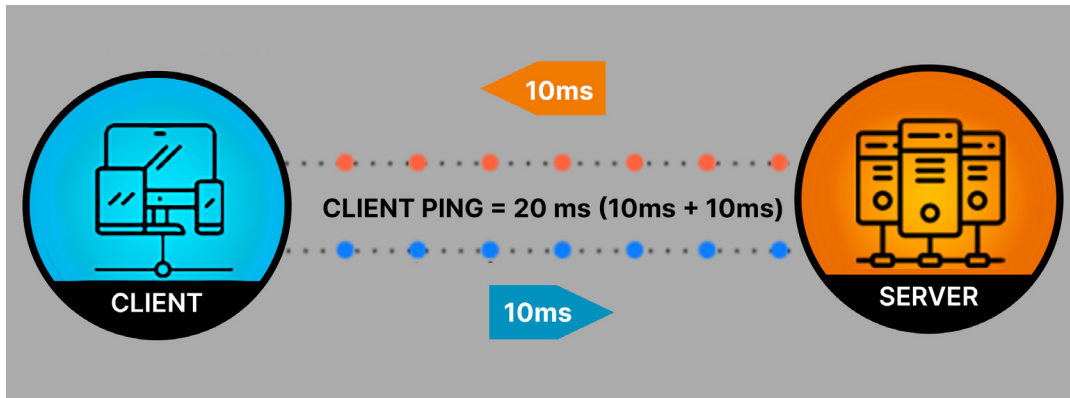 10ms
CLIENT PING = 20 ms (10ms + 10ms)
CLIENT
SERVER
10ms